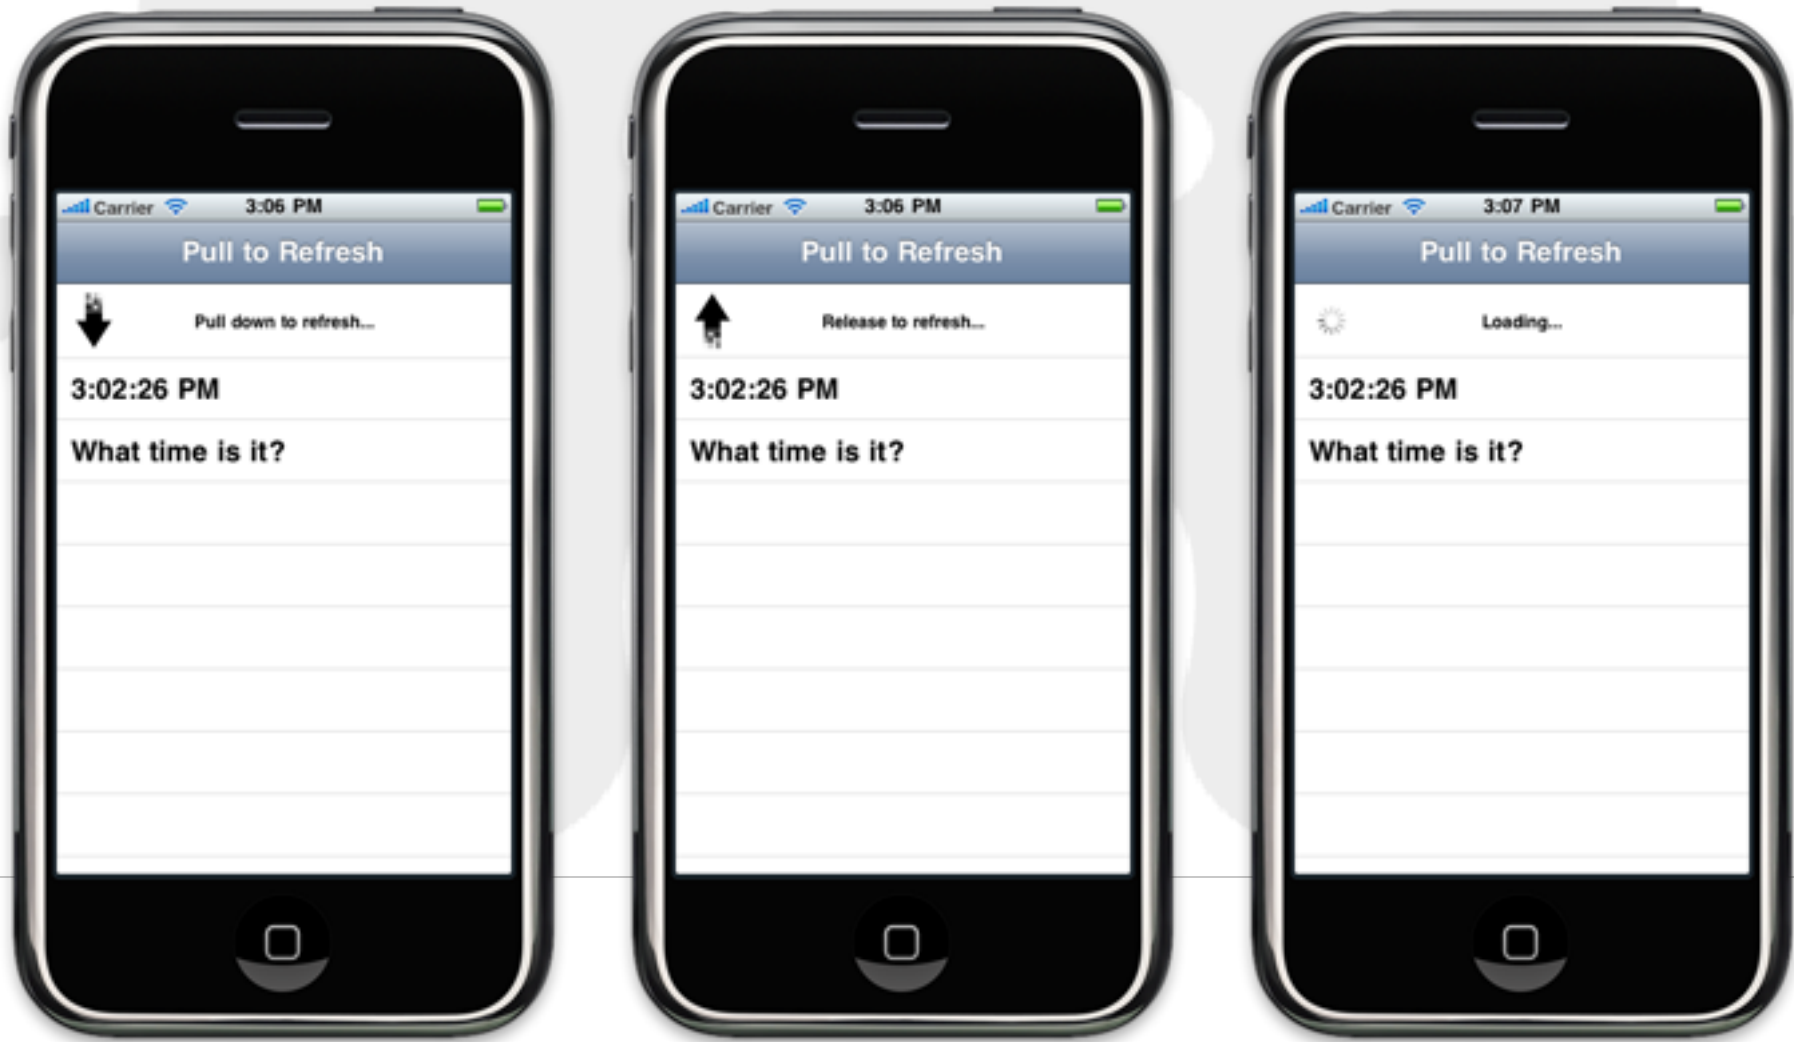 Carrier 3:06 PM
Pull to Refresh
Pull down to refresh...
3:02:26 PM
What time is it?
Carrier 3:06 PM
Pull to Refresh
Release to refresh...
3:02:26 PM
What time is it?
Carrier 3:07 PM
Pull to Refresh
Loading...
3:02:26 PM
What time is it?